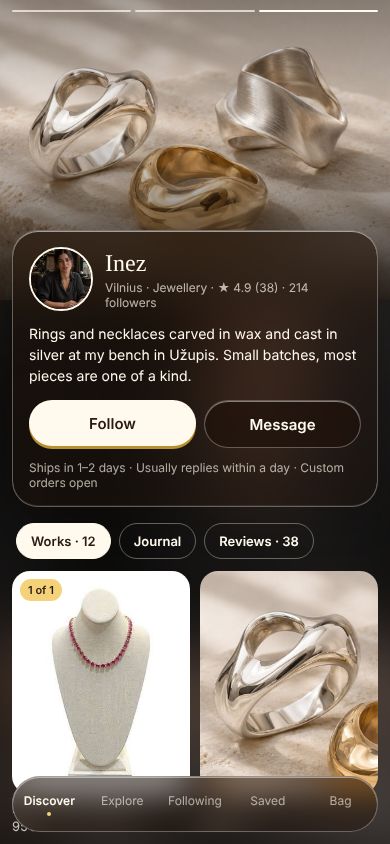 Inez
Vilnius · Jewellery · ★ 4.9 (38) · 214
followers
Rings and necklaces carved in wax and cast in
silver at my bench in Užupis. Small batches, most
pieces are one of a kind.
Follow
Message
Ships in 1–2 days · Usually replies within a day · Custom
orders open
Works · 12
Journal
Reviews · 38
1 of 1
Discover
Explore
Following
Saved
Bag